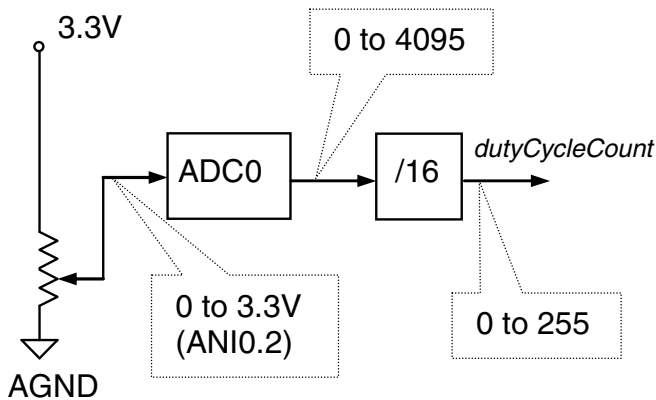 3.3V
0 to 4095
ADC0
/16
dutyCycleCount
0 to 3.3V
(ANI0.2)
0 to 255
AGND